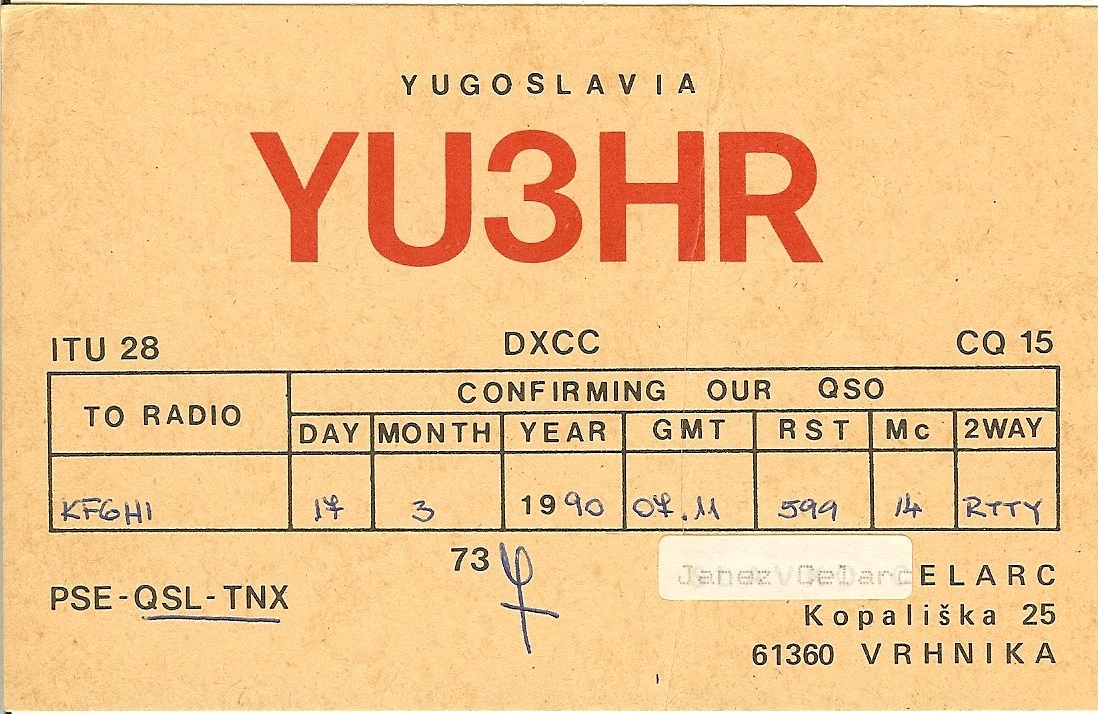 YUGOSLAVIA
YU3HR
ITU 28 DXCC CQ 15
TO RADIO CONFIRMING OUR QSO
DAY MONTH YEAR GMT RST Mc 2WAY
KF6HI 17 3 1990 07.11 599 14 RTTY
73
PSE-QSL-TNX Janez Celarc ELARC
Kopališka 25
61360 VRHNIKA